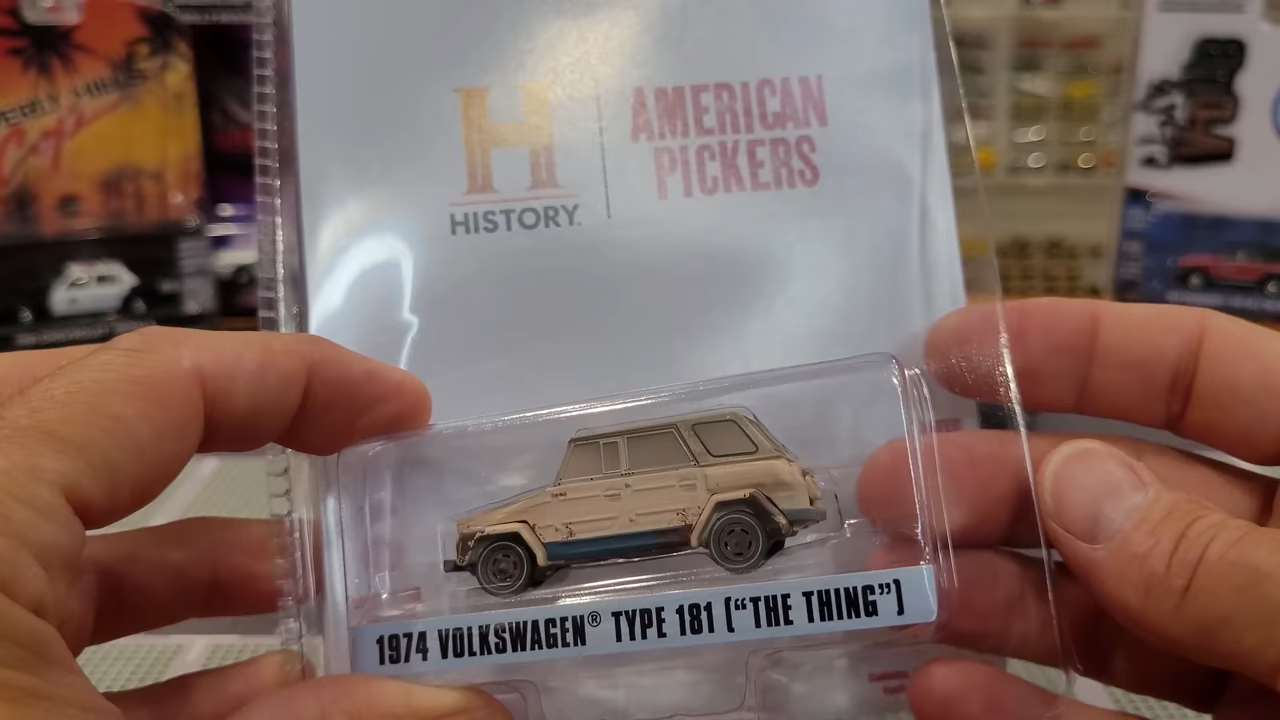 H
HISTORY.
AMERICAN
PICKERS
1974 VOLKSWAGEN® TYPE 181 ("THE THING")